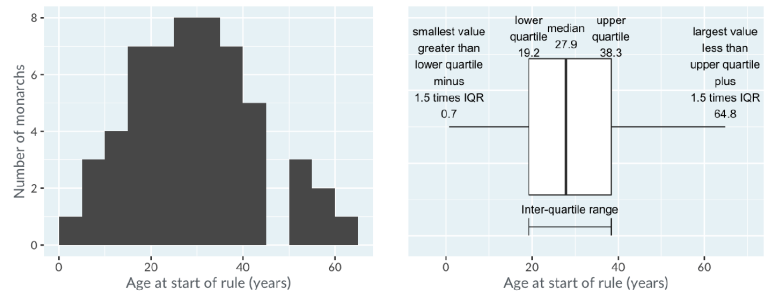 8
6
4
2
0
Number of monarchs
0 20 40 60
Age at start of rule (years)
smallest value
greater than
lower quartile
minus
1.5 times IQR
0.7
lower
quartile
19.2
median
27.9
upper
quartile
38.3
largest value
less than
upper quartile
plus
1.5 times IQR
64.8
Inter-quartile range
0 20 40 60
Age at start of rule (years)